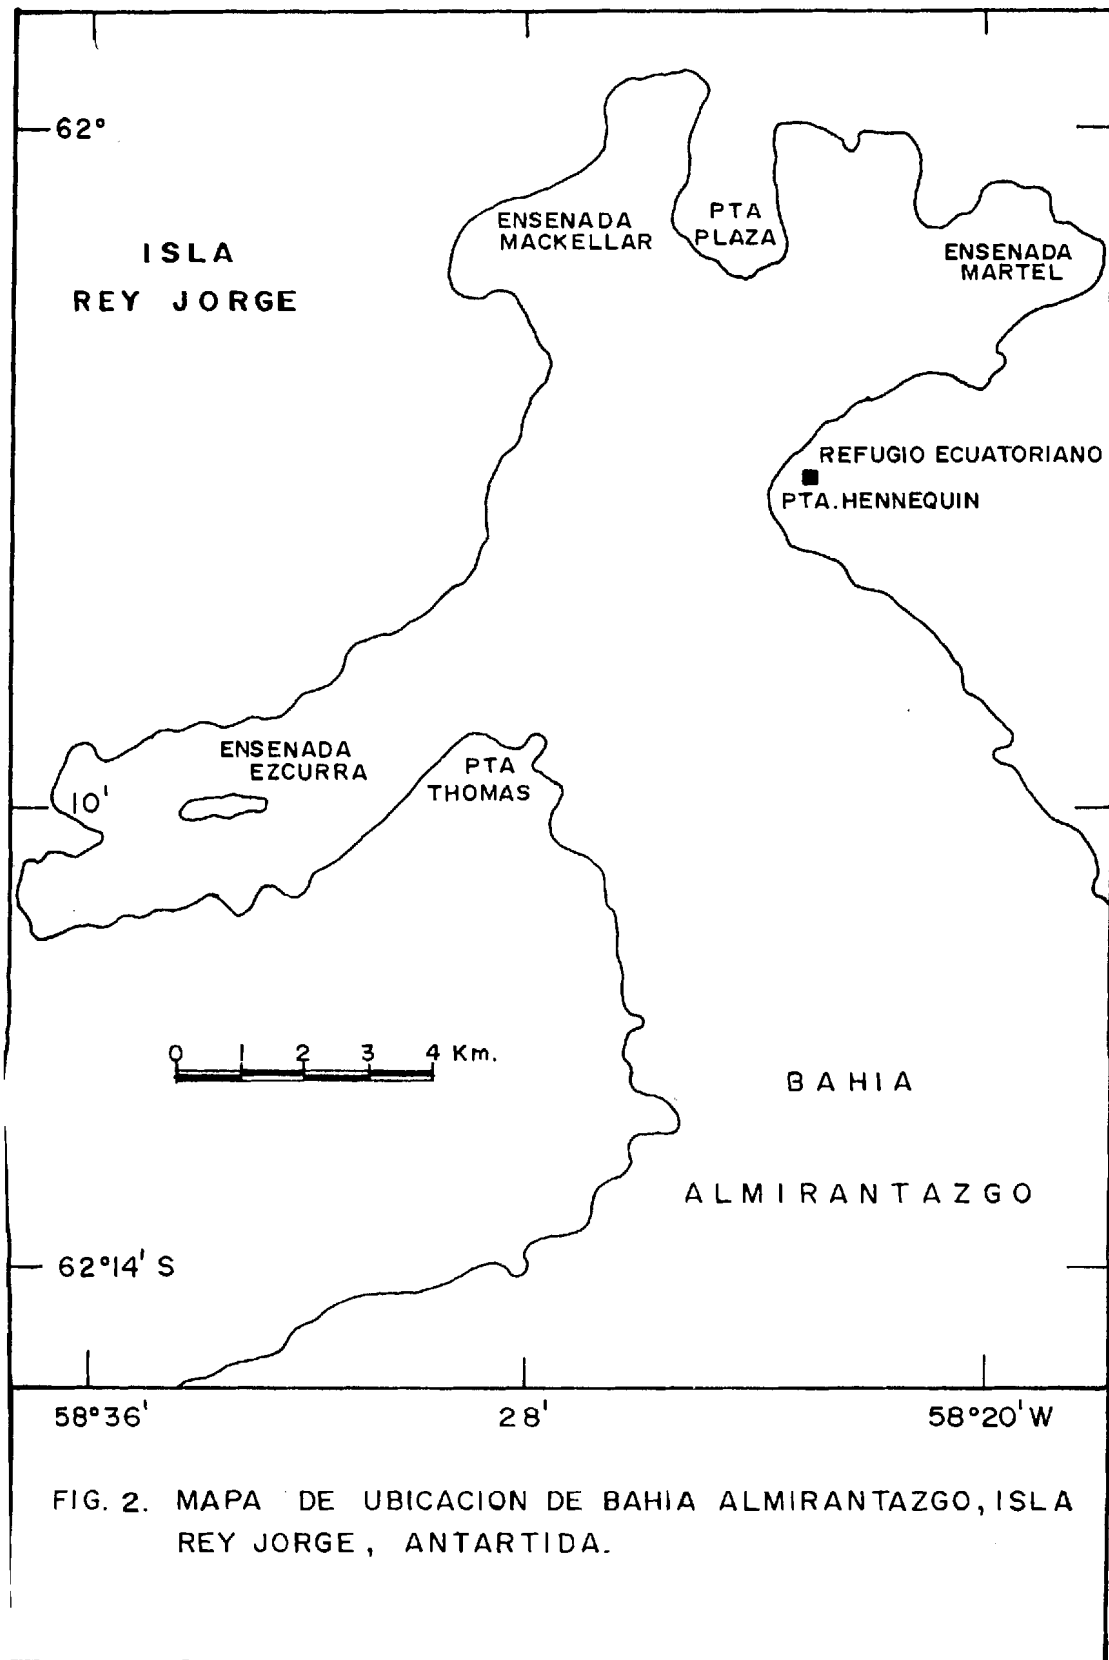 62°
ISLA
REY JORGE
ENSENADA
MACKELLAR
PTA
PLAZA
ENSENADA
MARTEL
REFUGIO ECUATORIANO
PTA. HENNEQUIN
ENSENADA
EZCURRA
PTA
THOMAS
10'
0 1 2 3 4 Km.
BAHIA
ALMIRANTAZGO
62°14' S
58°36' 28' 58°20' W
FIG. 2. MAPA DE UBICACION DE BAHIA ALMIRANTAZGO, ISLA
REY JORGE, ANTARTIDA.